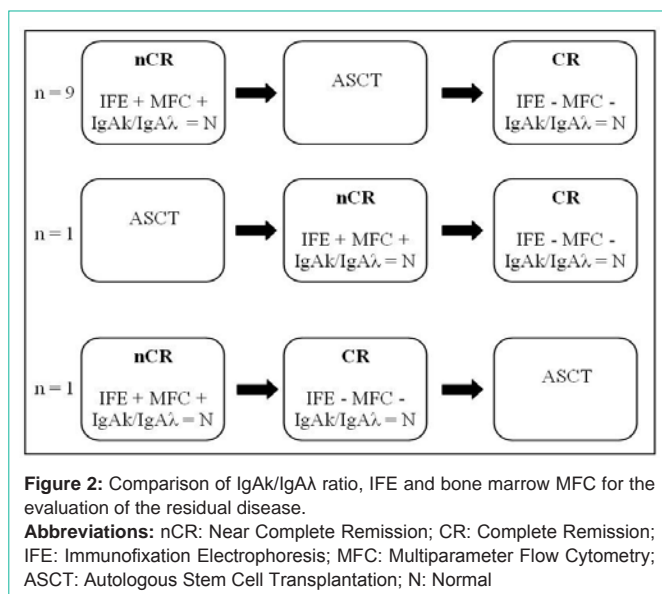 n = 9
nCR
IFE + MFC +
IgAk/IgAλ = N
ASCT
CR
IFE - MFC -
IgAk/IgAλ = N
n = 1
ASCT
nCR
IFE + MFC +
IgAk/IgAλ = N
CR
IFE - MFC -
IgAk/IgAλ = N
n = 1
nCR
IFE + MFC +
IgAk/IgAλ = N
CR
IFE - MFC -
IgAk/IgAλ = N
ASCT
Figure 2: Comparison of IgAk/IgAλ ratio, IFE and bone marrow MFC for the
evaluation of the residual disease.
Abbreviations: nCR: Near Complete Remission; CR: Complete Remission;
IFE: Immunofixation Electrophoresis; MFC: Multiparameter Flow Cytometry;
ASCT: Autologous Stem Cell Transplantation; N: Normal